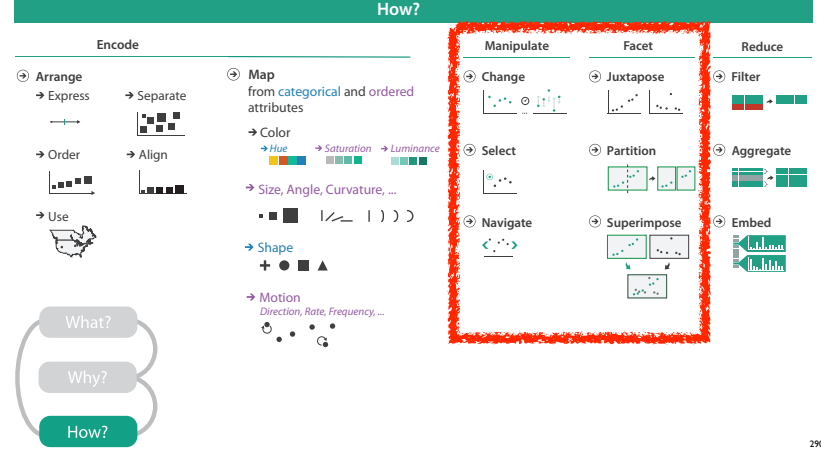 How?
Encode
Manipulate
Facet
Reduce
Arrange
Express
Separate
Order
Align
Use
Map
from categorical and ordered
attributes
Color
Hue
Saturation
Luminance
Size, Angle, Curvature, ...
Shape
Motion
Direction, Rate, Frequency, ...
Change
...
Select
Navigate
Juxtapose
Partition
Superimpose
Filter
Aggregate
Embed
What?
Why?
How?
290